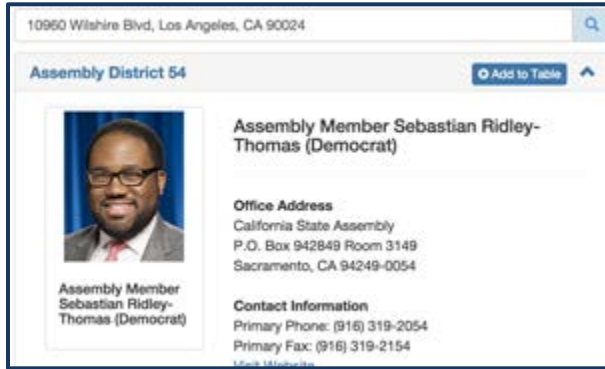 10960 Wilshire Blvd, Los Angeles, CA 90024
Assembly District 54
Add to Table
Assembly Member Sebastian Ridley-
Thomas (Democrat)
Office Address
California State Assembly
P.O. Box 942849 Room 3149
Sacramento, CA 94249-0054
Assembly Member
Sebastian Ridley-
Thomas (Democrat)
Contact Information
Primary Phone: (916) 319-2054
Primary Fax: (916) 319-2154
Visit Website